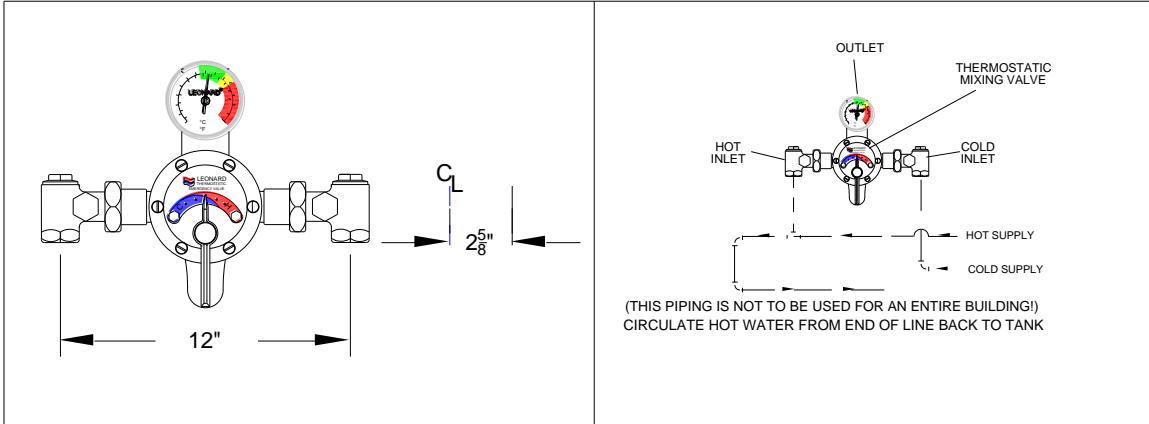 LEONARD
°C
°F
LEONARD
THERMOSTATIC
EMERGENCY VALVE
C
H
CL
2 5/8"
12"
OUTLET
THERMOSTATIC
MIXING VALVE
HOT
INLET
COLD
INLET
HOT SUPPLY
COLD SUPPLY
(THIS PIPING IS NOT TO BE USED FOR AN ENTIRE BUILDING!)
CIRCULATE HOT WATER FROM END OF LINE BACK TO TANK